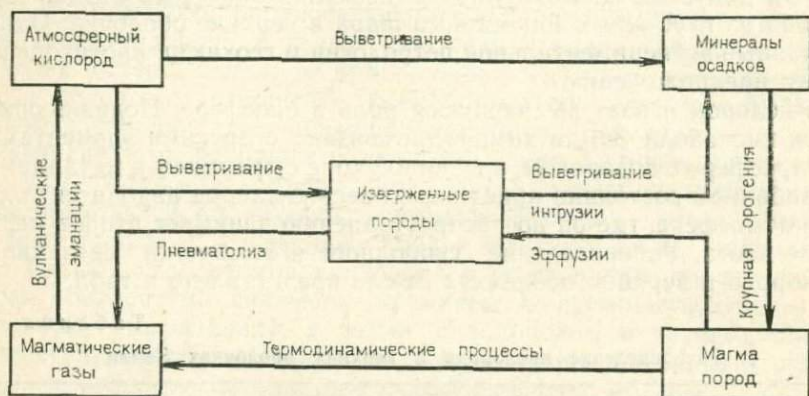 Атмосферный
кислород
Выветривание
Минералы
осадков
Выветривание
Изверженные
породы
Выветривание
интрузии
Эффузии
Пневматолиз
Вулканические
эманации
Крупная орогения
Магматические
газы
Термодинамические процессы
Магма
пород